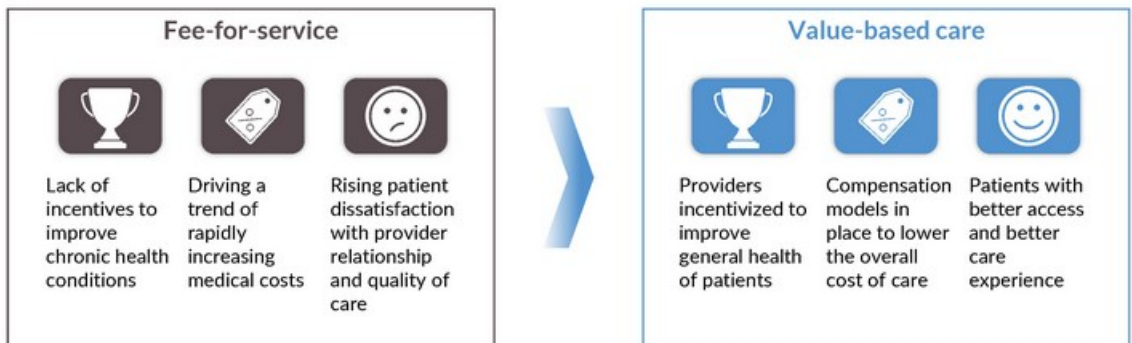 Fee-for-service
Lack of
incentives to
improve
chronic health
conditions
Driving a
trend of
rapidly
increasing
medical costs
Rising patient
dissatisfaction
with provider
relationship
and quality of
care
Value-based care
Providers
incentivized to
improve
general health
of patients
Compensation
models in
place to lower
the overall
cost of care
Patients with
better access
and better
care
experience